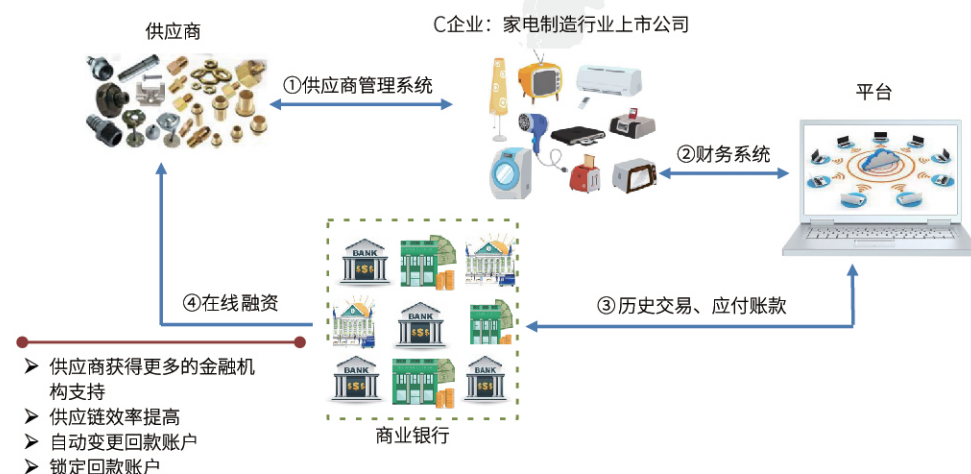 供应商
C企业：家电制造行业上市公司
①供应商管理系统
平台
②财务系统
BANK
$$$
BANK
$$$
BANK
$$$
BANK
$$$
④在线融资
③历史交易、应付账款
商业银行
➢ 供应商获得更多的金融机
构支持
➢ 供应链效率提高
➢ 自动变更回款账户
➢ 锁定回款账户